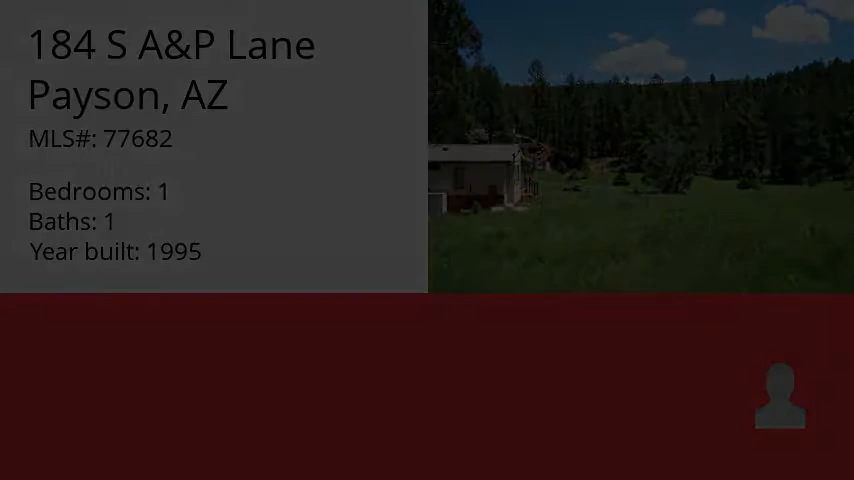 184 S A&P Lane
Payson, AZ
MLS#: 77682
Bedrooms: 1
Baths: 1
Year built: 1995